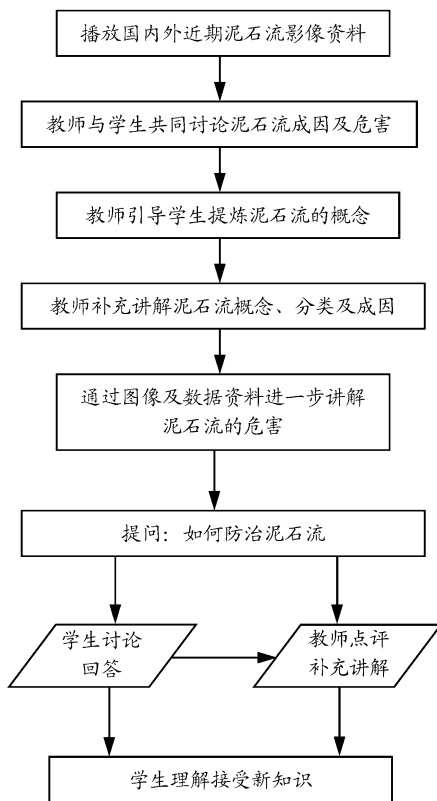 播放国内外近期泥石流影像资料
教师与学生共同讨论泥石流成因及危害
教师引导学生提炼泥石流的概念
教师补充讲解泥石流概念、分类及成因
通过图像及数据资料进一步讲解
泥石流的危害
提问：如何防治泥石流
学生讨论
回答
教师点评
补充讲解
学生理解接受新知识